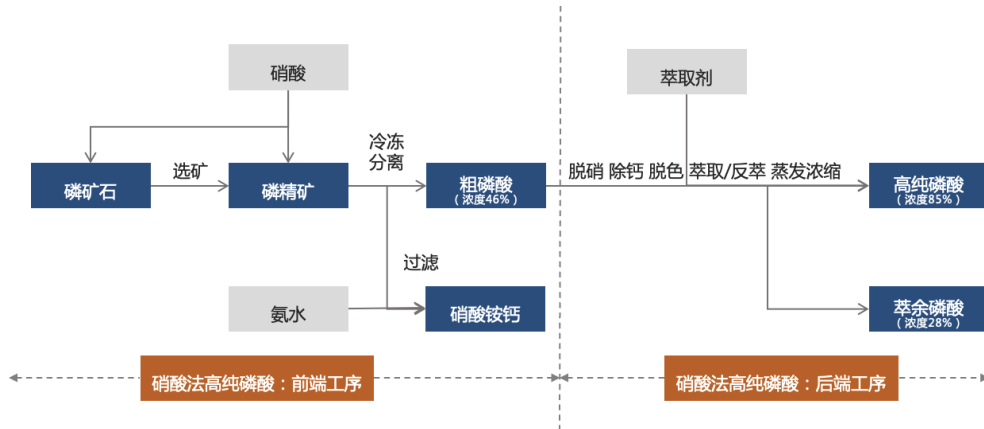 硝酸
萃取剂
冷冻
分离
选矿
脱硝 除钙 脱色 萃取/反萃 蒸发浓缩
磷矿石
磷精矿
粗磷酸
（浓度46%）
高纯磷酸
（浓度85%）
过滤
氨水
硝酸铵钙
萃余磷酸
（浓度28%）
硝酸法高纯磷酸：前端工序
硝酸法高纯磷酸：后端工序